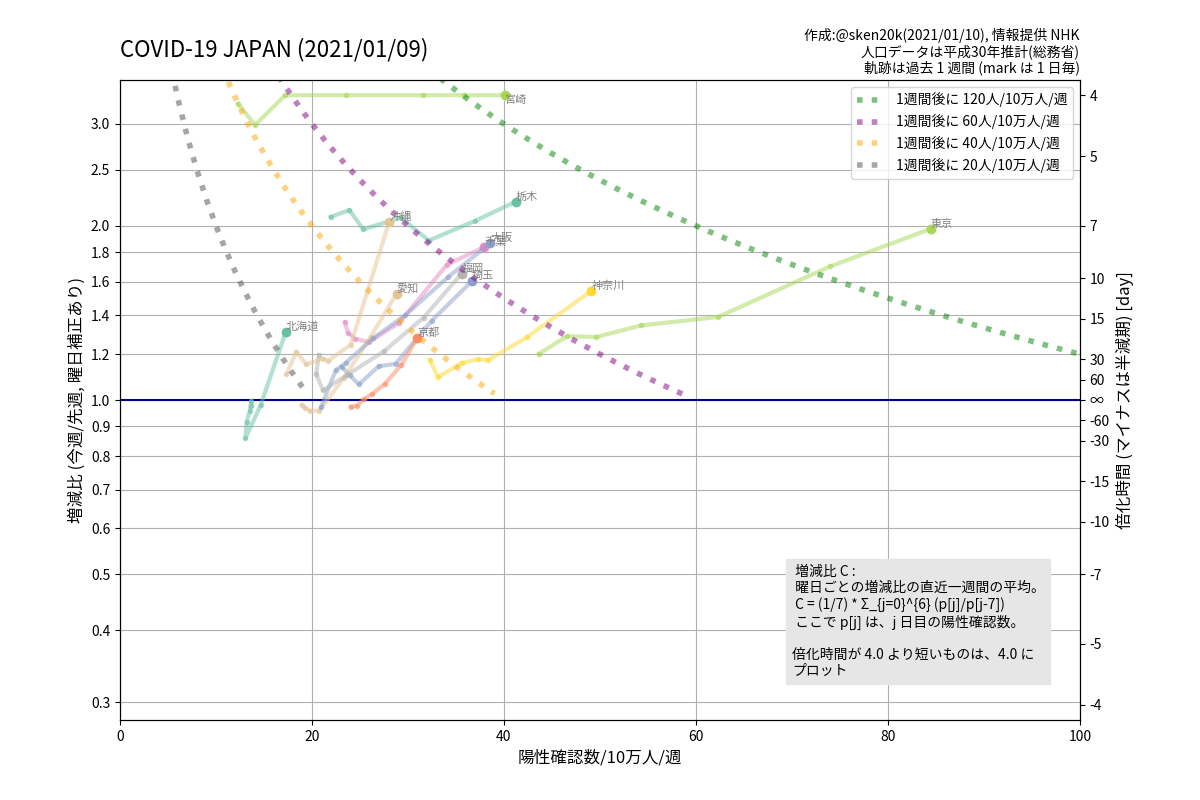 COVID-19 JAPAN (2021/01/09)
作成:@sken20k(2021/01/10), 情報提供 NHK
人口データは平成30年推計(総務省)
軌跡は過去 1 週間 (mark は 1 日毎)
1週間後に 120人/10万人/週
1週間後に 60人/10万人/週
1週間後に 40人/10万人/週
1週間後に 20人/10万人/週
増減比 (今週/先週, 曜日補正あり)
3.0
2.5
2.0
1.8
1.6
1.4
1.2
1.0
0.9
0.8
0.7
0.6
0.5
0.4
0.3
宮崎
栃木
沖縄
大阪
千葉
福岡
埼玉
愛知
神奈川
東京
北海道
京都
4
5
7
10
15
30
60
∞
-60
-30
-15
-10
-7
-5
-4
倍化時間 (マイナスは半減期) [day]
増減比 C :
曜日ごとの増減比の直近一週間の平均。
C = (1/7) * Σ_{j=0}^{6} (p[j]/p[j-7])
ここで p[j] は、j 日目の陽性確認数。
倍化時間が 4.0 より短いものは、4.0 に
プロット
0
20
40
60
80
100
陽性確認数/10万人/週